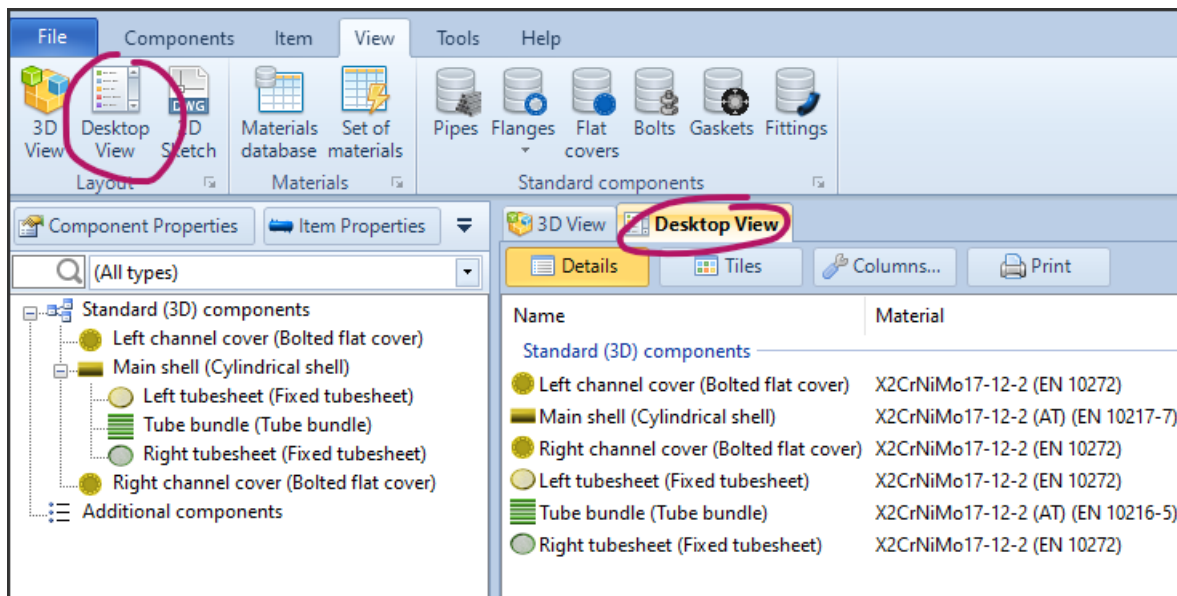 File Components Item View Tools Help
3D View Desktop View 2D Sketch Materials database Set of materials Pipes Flanges Flat covers Bolts Gaskets Fittings
DWG
Layout Materials Standard components
Component Properties Item Properties 3D View Desktop View
(All types) Details Tiles Columns... Print
Standard (3D) components
Left channel cover (Bolted flat cover)
Main shell (Cylindrical shell)
Left tubesheet (Fixed tubesheet)
Tube bundle (Tube bundle)
Right tubesheet (Fixed tubesheet)
Right channel cover (Bolted flat cover)
Additional components
Name Material
Standard (3D) components
Left channel cover (Bolted flat cover) X2CrNiMo17-12-2 (EN 10272)
Main shell (Cylindrical shell) X2CrNiMo17-12-2 (AT) (EN 10217-7)
Right channel cover (Bolted flat cover) X2CrNiMo17-12-2 (EN 10272)
Left tubesheet (Fixed tubesheet) X2CrNiMo17-12-2 (EN 10272)
Tube bundle (Tube bundle) X2CrNiMo17-12-2 (AT) (EN 10216-5)
Right tubesheet (Fixed tubesheet) X2CrNiMo17-12-2 (EN 10272)